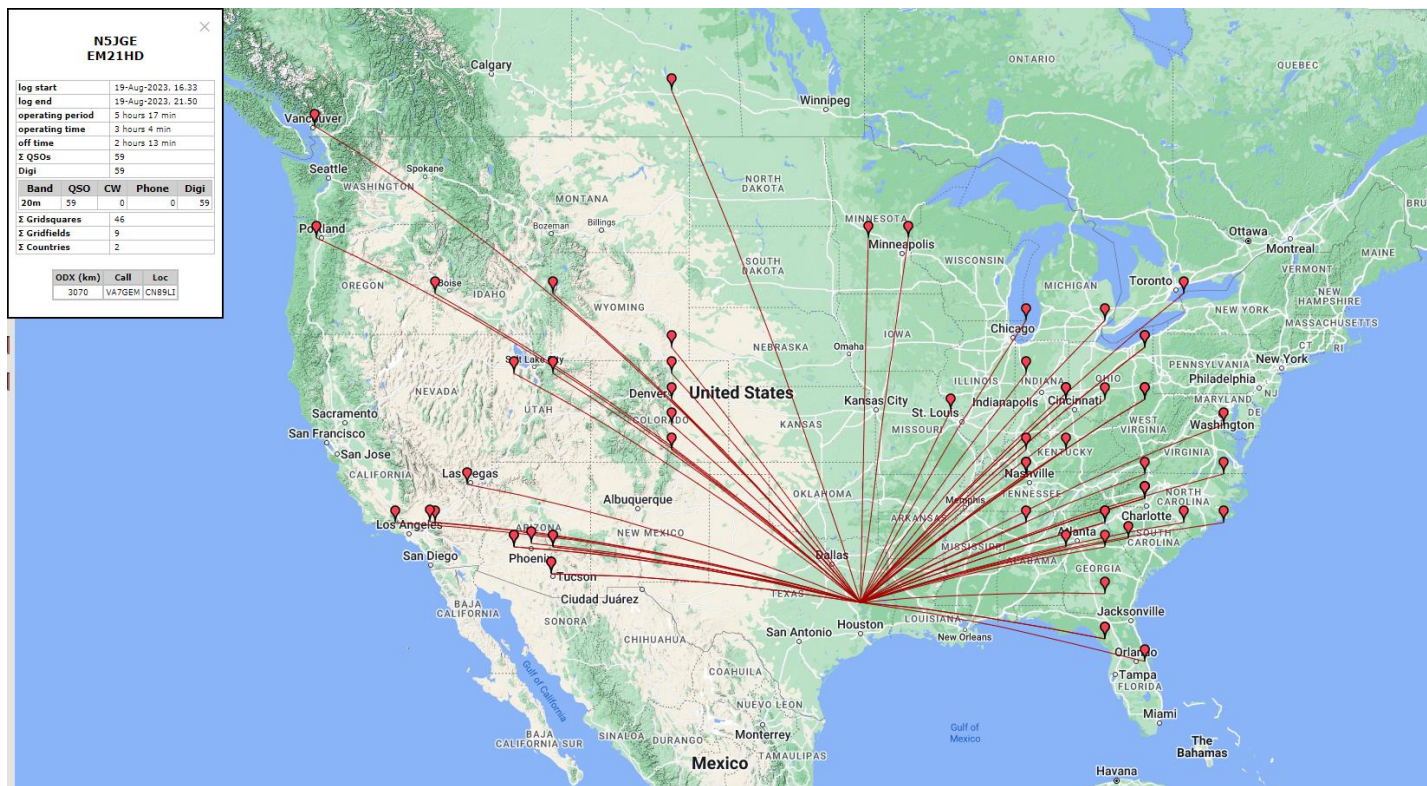 N5JGE
EM21HD
log start 19-Aug-2023, 16.33
log end 19-Aug-2023, 21.50
operating period 5 hours 17 min
operating time 3 hours 4 min
off time 2 hours 13 min
Σ QSOs 59
Digi 59
Band QSO CW Phone Digi
20m 59 0 0 59
Σ Gridsquares 46
Σ Gridfields 9
Σ Countries 2
ODX (km) Call Loc
3070 VA7GEM CN89LI
Calgary
Winnipeg
ONTARIO
QUEBEC
Vancouver
Seattle
Spokane
WASHINGTON
NORTH
DAKOTA
MONTANA
Bozeman
Billings
MINNESOTA
Minneapolis
Ottawa
Montreal
BRU
MAINE
Portland
OREGON
Boise
IDAHO
SOUTH
DAKOTA
WISCONSIN
MICHIGAN
Toronto
VERMONT
NEW
HAMPSHIRE
WYOMING
IOWA
Chicago
NEW YORK
MASSACHUSETTS
CT
RI
Salt Lake City
NEBRASKA
Omaha
PENNSYLVANIA
New York
NEVADA
UTAH
Denver
United States
ILLINOIS
INDIANA
OHIO
Philadelphia
MARYLAND
NJ
Indianapolis
Cincinnati
Sacramento
San Francisco
San Jose
COLORADO
KANSAS
Kansas City
St. Louis
MISSOURI
WEST
VIRGINIA
DE
Washington
CALIFORNIA
Las Vegas
KENTUCKY
VIRGINIA
Nashville
TENNESSEE
Albuquerque
OKLAHOMA
Memphis
NORTH
CAROLINA
Charlotte
Los Angeles
ARIZONA
NEW MEXICO
ARKANSAS
Atlanta
SOUTH
CAROLINA
San Diego
Phoenix
Tucson
Dallas
MISSISSIPPI
ALABAMA
GEORGIA
Ciudad Juárez
TEXAS
BAJA
CALIFORNIA
SONORA
CHIHUAHUA
San Antonio
Houston
LOUISIANA
New Orleans
Jacksonville
Orlando
Tampa
FLORIDA
Gulf of California
COAHUILA
NUEVO LEON
Monterrey
Miami
BAJA
CALIFORNIA SUR
SINALOA
DURANGO
TAMAULIPAS
Gulf of
Mexico
The
Bahamas
Mexico
Havana